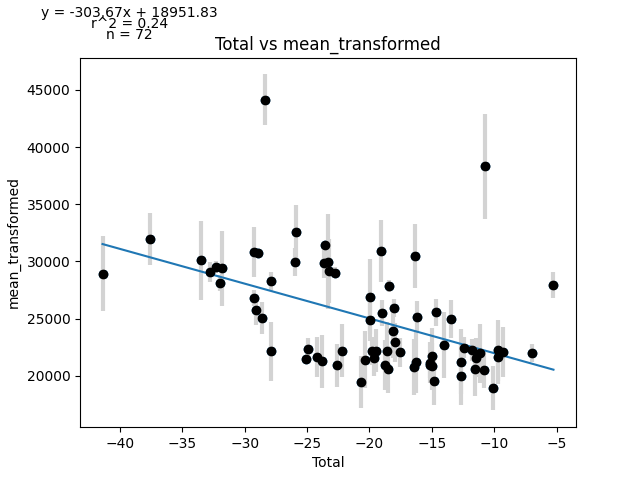 y = -303.67x + 18951.83
r^2 = 0.24
n = 72
Total vs mean_transformed
45000
40000
35000
30000
25000
20000
mean_transformed
−40 −35 −30 −25 −20 −15 −10 −5
Total